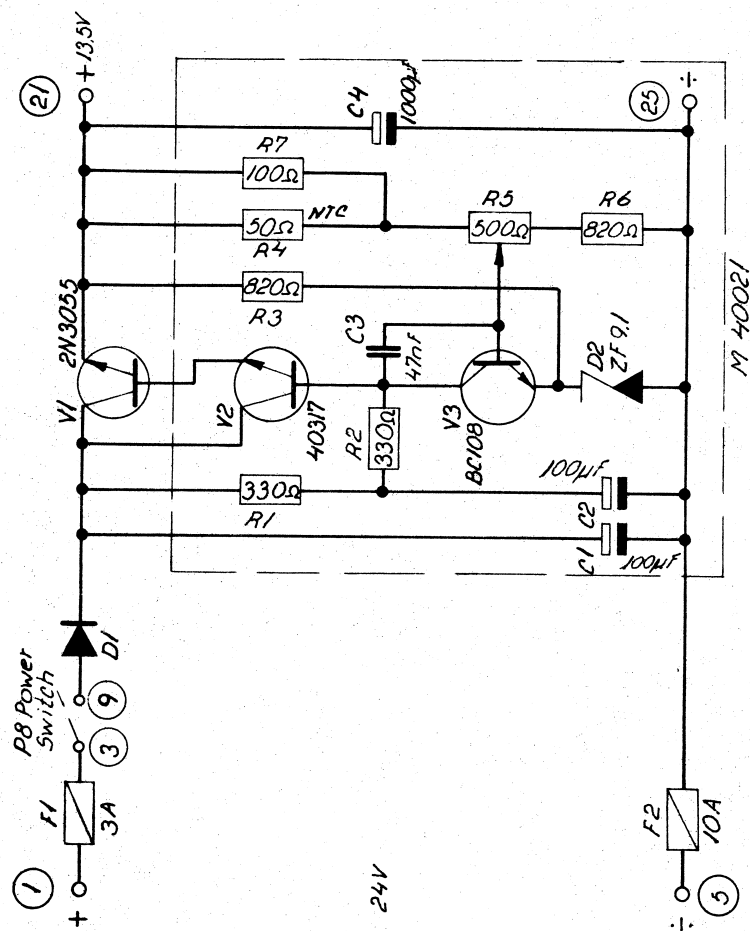 21
+13,5V
C4
1000µF
25
÷
R7
100Ω
50Ω
NTC
R4
R5
500Ω
R6
820Ω
2N3055
V1
820Ω
R3
C3
47nF
V2
40317
R2
330Ω
V3
BC108
D2
ZF 9,1
M 40021
330Ω
R1
100µF
C2
C1
100µF
D1
P8 Power
Switch
9
3
F1
3A
F2
10A
1
+
24V
5
÷